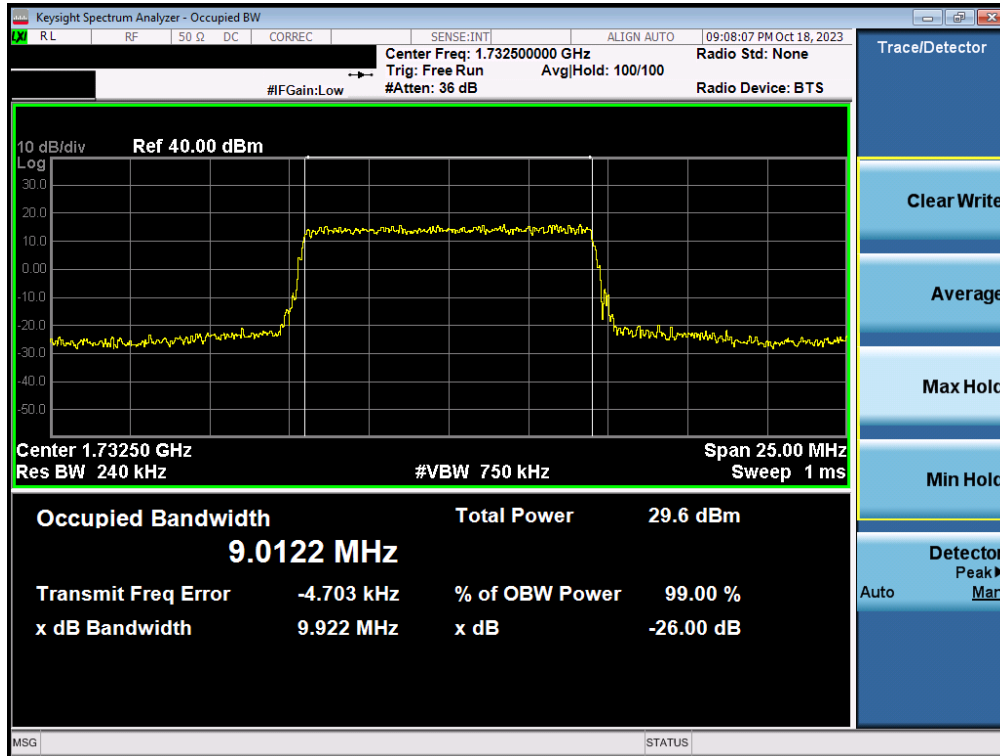 Keysight Spectrum Analyzer - Occupied BW
LXI RL RF 50 Ω DC CORREC SENSE:INT ALIGN AUTO 09:08:07 PM Oct 18, 2023
Center Freq: 1.732500000 GHz Radio Std: None
Trig: Free Run Avg|Hold: 100/100
#IFGain:Low #Atten: 36 dB Radio Device: BTS
Trace/Detector
10 dB/div Ref 40.00 dBm
Log
30.0
20.0
10.0
0.00
-10.0
-20.0
-30.0
-40.0
-50.0
Center 1.73250 GHz Span 25.00 MHz
Res BW 240 kHz #VBW 750 kHz Sweep 1 ms
Occupied Bandwidth Total Power 29.6 dBm
9.0122 MHz
Transmit Freq Error -4.703 kHz % of OBW Power 99.00 %
x dB Bandwidth 9.922 MHz x dB -26.00 dB
Clear Write
Average
Max Hold
Min Hold
Detector
Peak
Auto Man
MSG STATUS